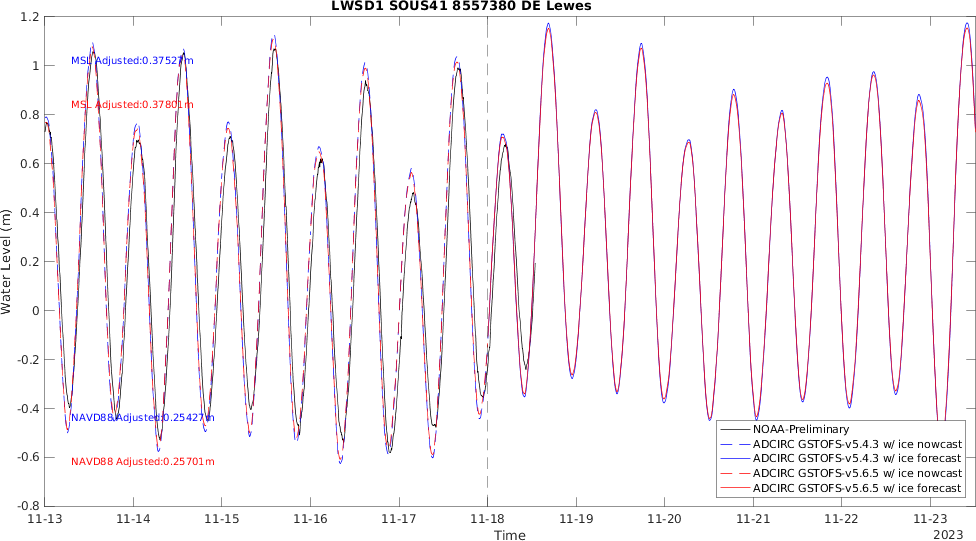 LWSD1 SOUS41 8557380 DE Lewes
1.2
1
0.8
0.6
0.4
0.2
0
-0.2
-0.4
-0.6
-0.8
Water Level (m)
MSL Adjusted:0.37527m
MSL Adjusted:0.37801m
NAVD88 Adjusted:0.25427m
NAVD88 Adjusted:0.25701m
NOAA-Preliminary
ADCIRC GSTOFS-v5.4.3 w/ ice nowcast
ADCIRC GSTOFS-v5.4.3 w/ ice forecast
ADCIRC GSTOFS-v5.6.5 w/ ice nowcast
ADCIRC GSTOFS-v5.6.5 w/ ice forecast
11-13 11-14 11-15 11-16 11-17 11-18 11-19 11-20 11-21 11-22 11-23
Time
2023